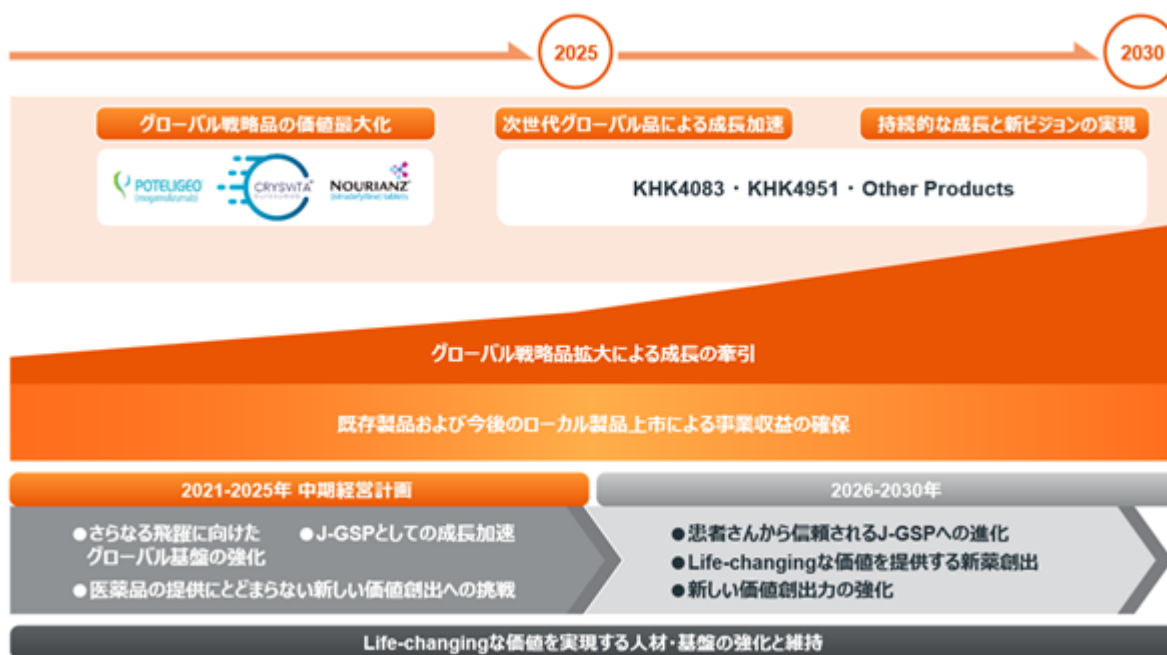 2025
2030
グローバル戦略品の価値最大化
次世代グローバル品による成長加速
持続的な成長と新ビジョンの実現
POTELIGEO
(mogamulizumab)
CRYSVITA
NOURIANZ
(istradefylline) tablets
KHK4083・KHK4951・Other Products
グローバル戦略品拡大による成長の牽引
既存製品および今後のローカル製品上市による事業収益の確保
2021-2025年 中期経営計画
2026-2030年
●さらなる飛躍に向けた
グローバル基盤の強化
●J-GSPとしての成長加速
●医薬品の提供にとどまらない新しい価値創出への挑戦
●患者さんから信頼されるJ-GSPへの進化
●Life-changingな価値を提供する新薬創出
●新しい価値創出力の強化
Life-changingな価値を実現する人材・基盤の強化と維持